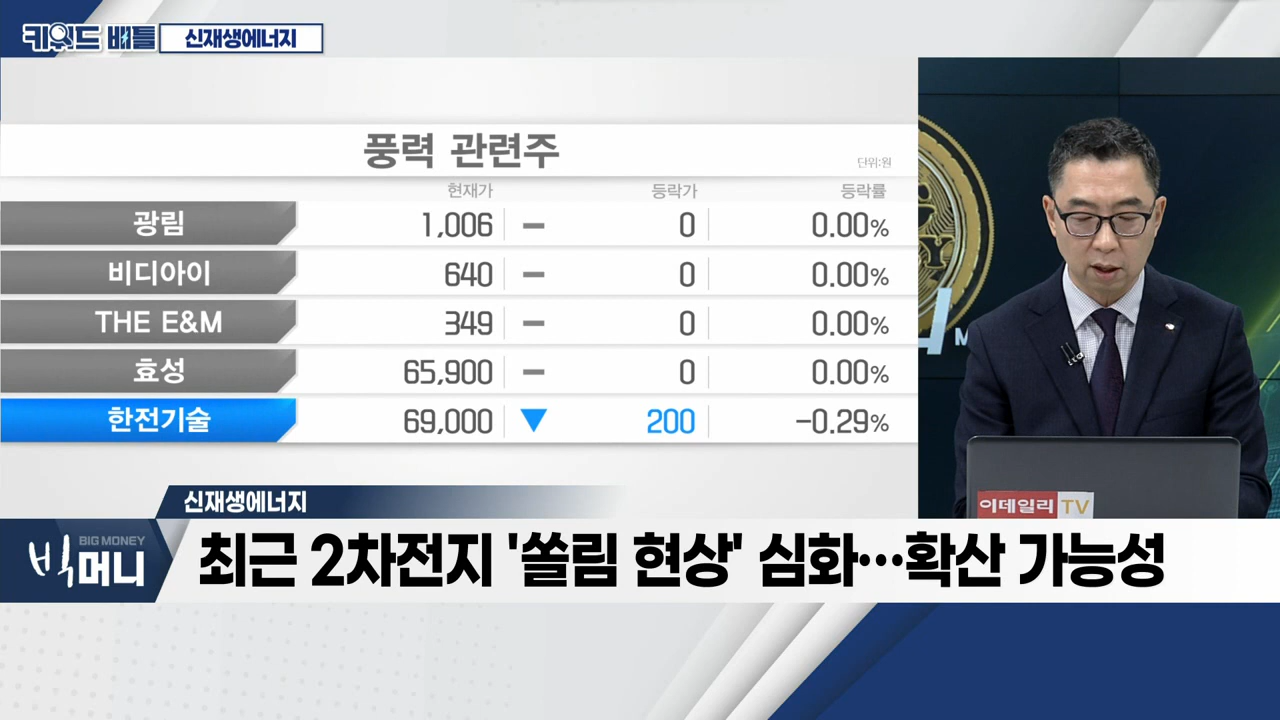 키워드 배틀 신재생에너지
풍력 관련주
단위:원
현재가 등락가 등락률
광림 1,006 – 0 0.00%
비디아이 640 – 0 0.00%
THE E&M 349 – 0 0.00%
효성 65,900 – 0 0.00%
한전기술 69,000 ▼ 200 -0.29%
이데일리 TV
신재생에너지
BIG MONEY
빅머니
최근 2차전지 '쏠림 현상' 심화…확산 가능성